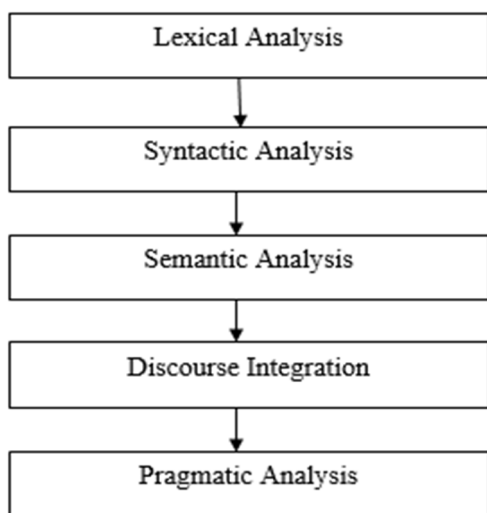 Lexical Analysis
Syntactic Analysis
Semantic Analysis
Discourse Integration
Pragmatic Analysis